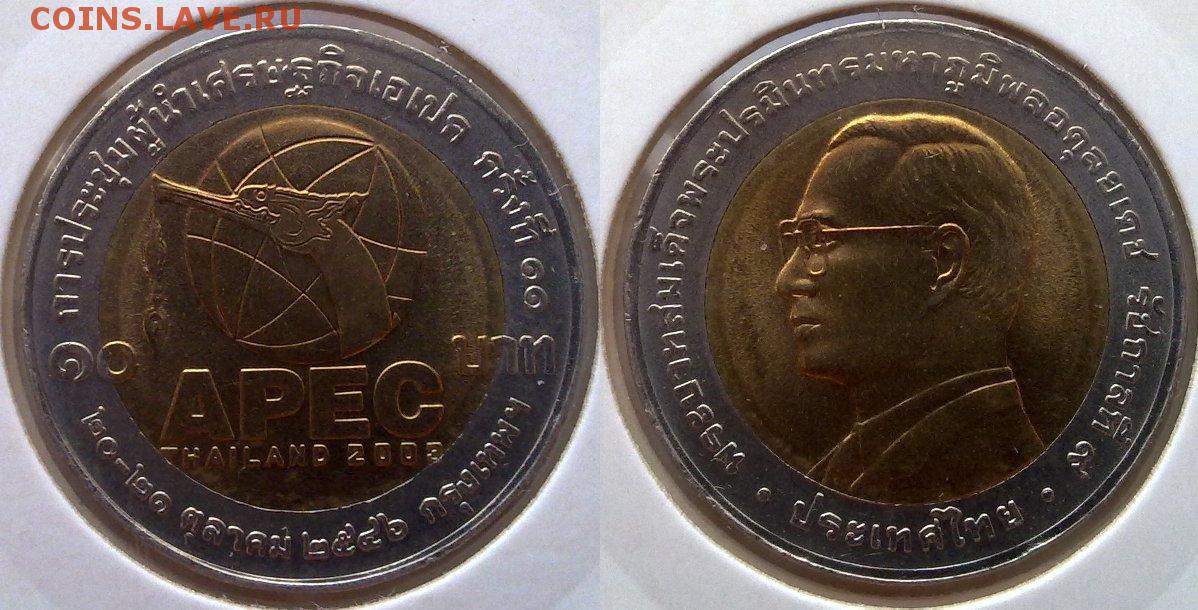 COINS.LAVE.RU
การประชุมผู้นำเศรษฐกิจเอเปค ครั้งที่ ๑๑
๑๐ บาท
APEC
THAILAND 2003
๒๐-๒๑ ตุลาคม ๒๕๔๖ กรุงเทพฯ
พระบาทสมเด็จพระปรมินทรมหาภูมิพลอดุลยเดช รัชกาลที่ ๙
• ประเทศไทย •